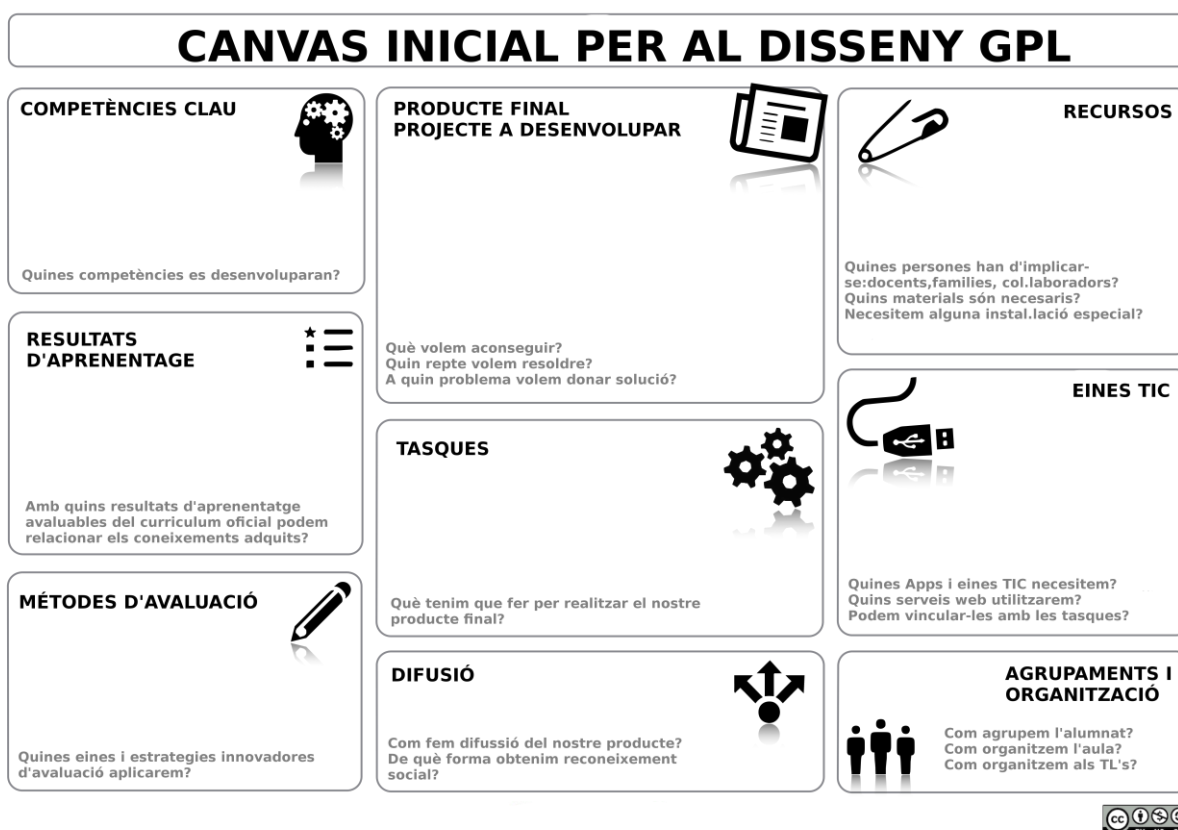 CANVAS INICIAL PER AL DISSENY GPL
COMPETÈNCIES CLAU
Quines competències es desenvoluparan?
RESULTATS
D'APRENENTAGE
Amb quins resultats d'aprenentatge
avaluables del curriculum oficial podem
relacionar els coneixements adquits?
MÉTODES D'AVALUACIÓ
Quines eines i estrategies innovadores
d'avaluació aplicarem?
PRODUCTE FINAL
PROJECTE A DESENVOLUPAR
Què volem aconseguir?
Quin repte volem resoldre?
A quin problema volem donar solució?
TASQUES
Què tenim que fer per realitzar el nostre
producte final?
DIFUSIÓ
Com fem difussió del nostre producte?
De què forma obtenim reconeixement
social?
RECURSOS
Quines persones han d'implicar-
se:docents,families, col.laboradors?
Quins materials són necesaris?
Necesitem alguna instal.lació especial?
EINES TIC
Quines Apps i eines TIC necesitem?
Quins serveis web utilitzarem?
Podem vincular-les amb les tasques?
AGRUPAMENTS I
ORGANITZACIÓ
Com agrupem l'alumnat?
Com organitzem l'aula?
Com organitzem als TL's?
cc